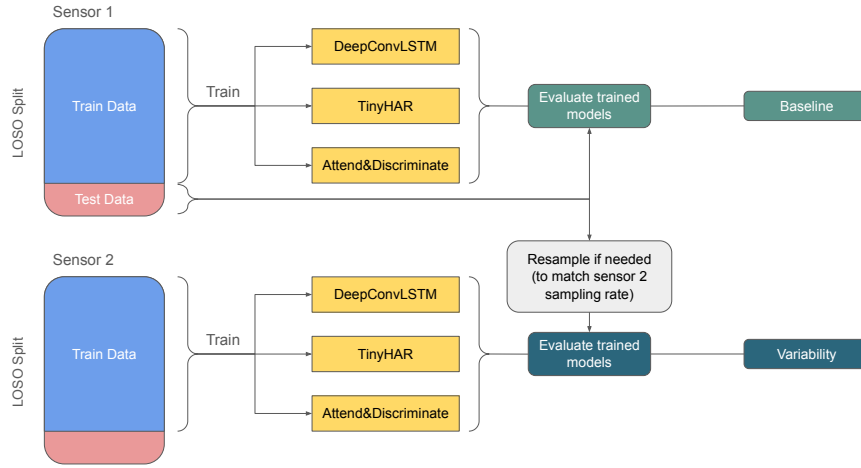 Sensor 1
LOSO Split
Train Data
Test Data
Train
DeepConvLSTM
TinyHAR
Attend&Discriminate
Evaluate trained
models
Baseline
Resample if needed
(to match sensor 2
sampling rate)
Sensor 2
LOSO Split
Train Data
Train
DeepConvLSTM
TinyHAR
Attend&Discriminate
Evaluate trained
models
Variability